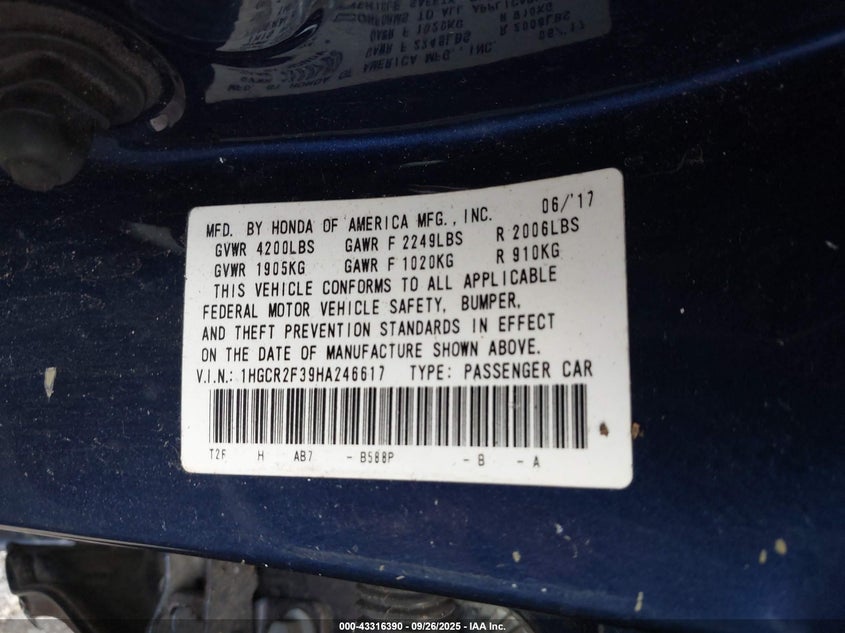 MFD. BY HONDA OF AMERICA MFG., INC. 06/'17
GVWR 4200LBS GAWR F 2249LBS R 2006LBS
GVWR 1905KG GAWR F 1020KG R 910KG
THIS VEHICLE CONFORMS TO ALL APPLICABLE
FEDERAL MOTOR VEHICLE SAFETY, BUMPER,
AND THEFT PREVENTION STANDARDS IN EFFECT
ON THE DATE OF MANUFACTURE SHOWN ABOVE.
V.I.N.: 1HGCR2F39HA246617 TYPE: PASSENGER CAR
T2F H AB7 - B588P - B - A
000-43316390 - 09/26/2025 - IAA Inc.